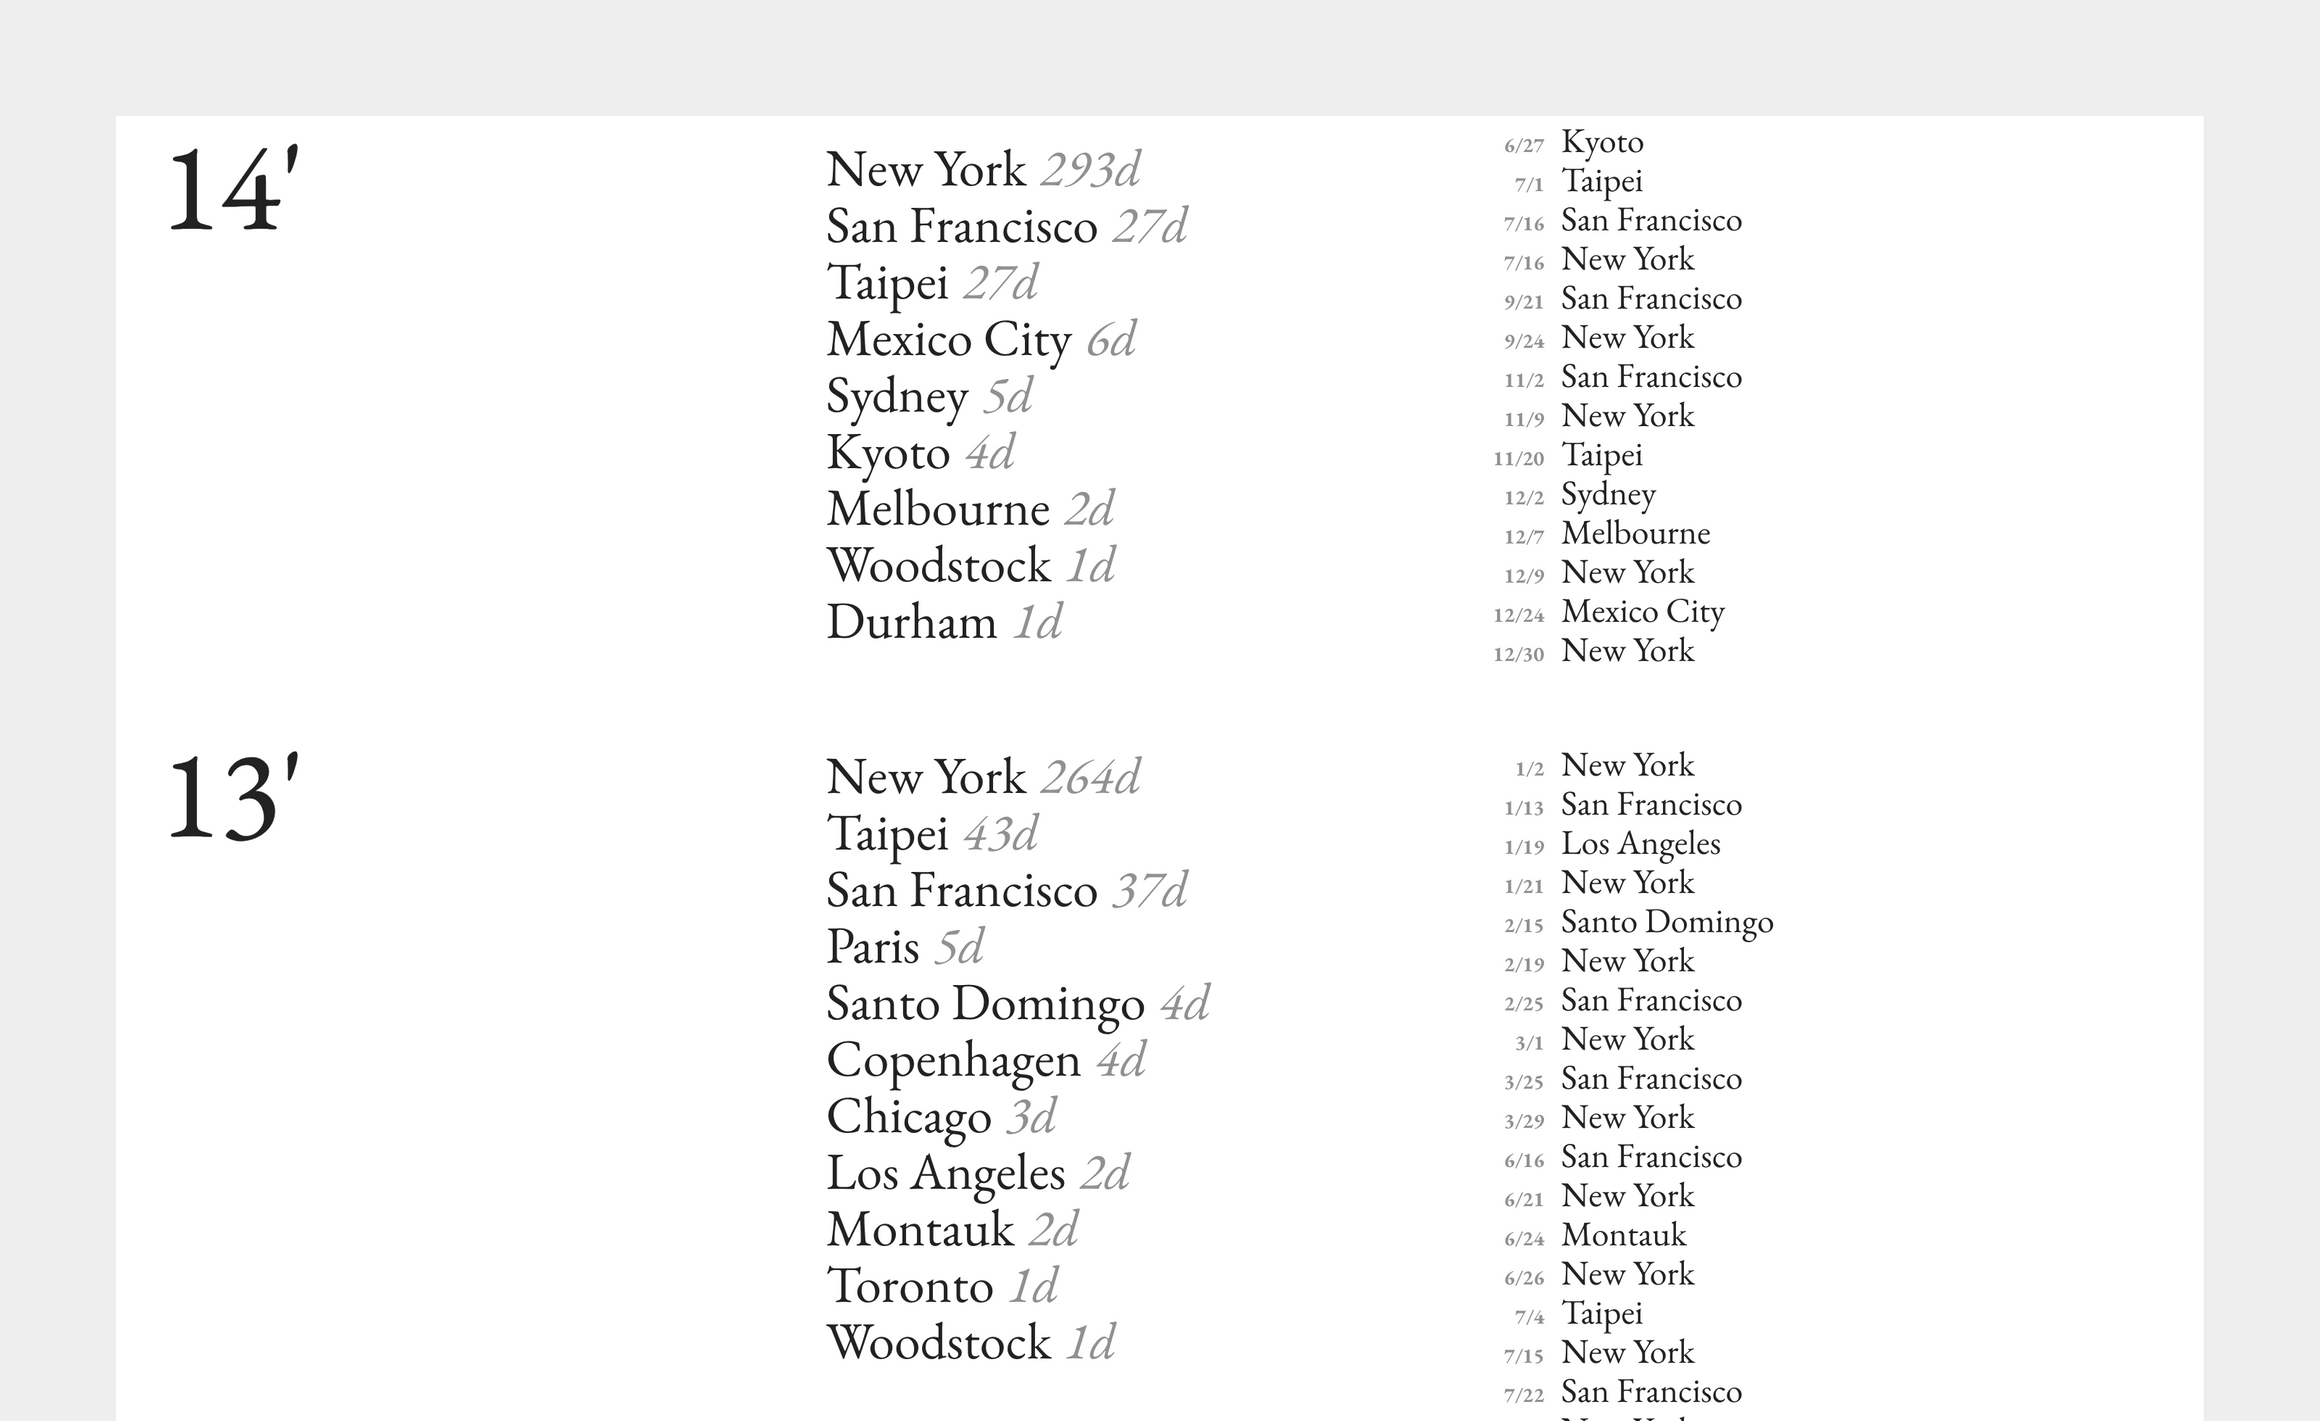 14'
New York 293d
San Francisco 27d
Taipei 27d
Mexico City 6d
Sydney 5d
Kyoto 4d
Melbourne 2d
Woodstock 1d
Durham 1d
6/27 Kyoto
7/1 Taipei
7/16 San Francisco
7/16 New York
9/21 San Francisco
9/24 New York
11/2 San Francisco
11/9 New York
11/20 Taipei
12/2 Sydney
12/7 Melbourne
12/9 New York
12/24 Mexico City
12/30 New York
13'
New York 264d
Taipei 43d
San Francisco 37d
Paris 5d
Santo Domingo 4d
Copenhagen 4d
Chicago 3d
Los Angeles 2d
Montauk 2d
Toronto 1d
Woodstock 1d
1/2 New York
1/13 San Francisco
1/19 Los Angeles
1/21 New York
2/15 Santo Domingo
2/19 New York
2/25 San Francisco
3/1 New York
3/25 San Francisco
3/29 New York
6/16 San Francisco
6/21 New York
6/24 Montauk
6/26 New York
7/4 Taipei
7/15 New York
7/22 San Francisco